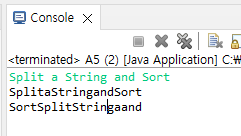 Console
<terminated> A5 (2) [Java Application] C:
Split a String and Sort
SplitaStringandSort
SortSplitStringaand